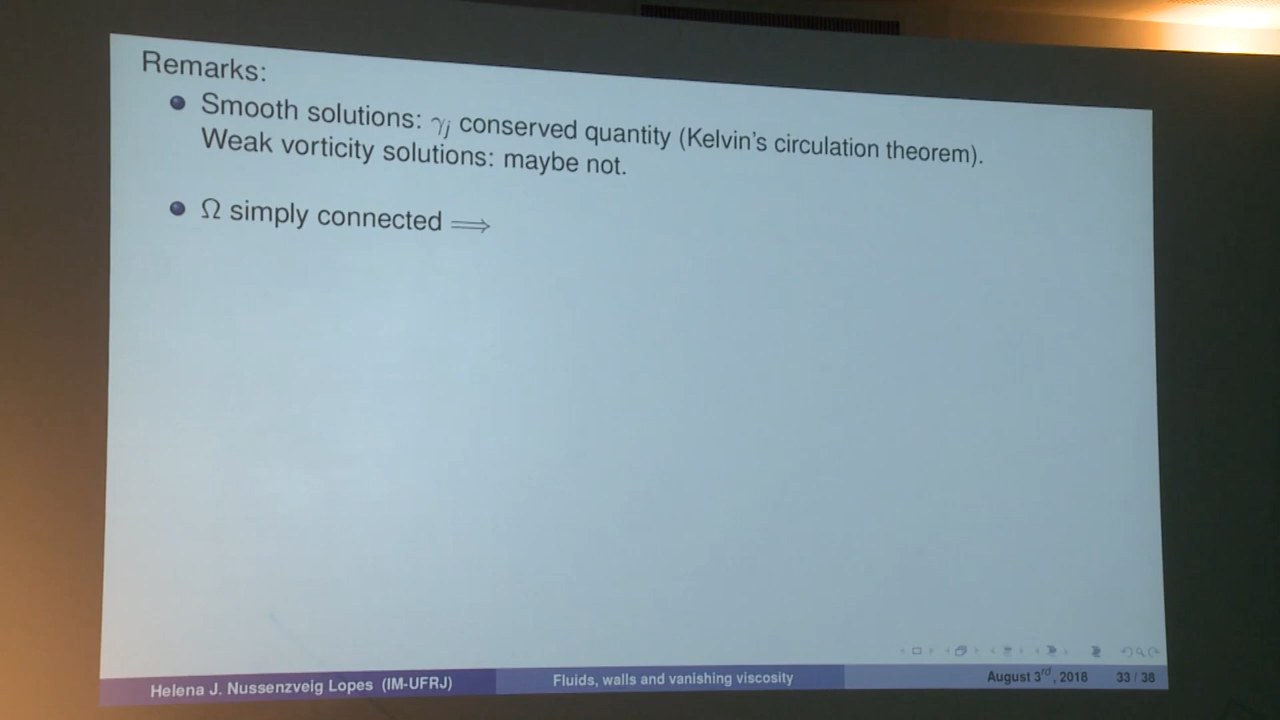 Remarks:
Smooth solutions: γj conserved quantity (Kelvin's circulation theorem).
Weak vorticity solutions: maybe not.
Ω simply connected ⟹
Helena J. Nussenzveig Lopes (IM-UFRJ)
Fluids, walls and vanishing viscosity
August 3rd, 2018
33 / 38